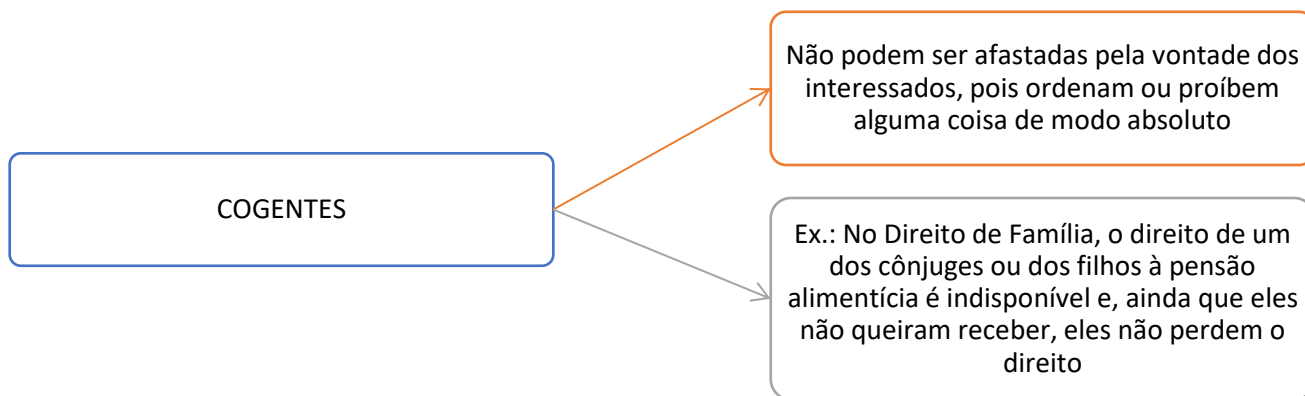 COGENTES
Não podem ser afastadas pela vontade dos
interessados, pois ordenam ou proíbem
alguma coisa de modo absoluto
Ex.: No Direito de Família, o direito de um
dos cônjuges ou dos filhos à pensão
alimentícia é indisponível e, ainda que eles
não queiram receber, eles não perdem o
direito